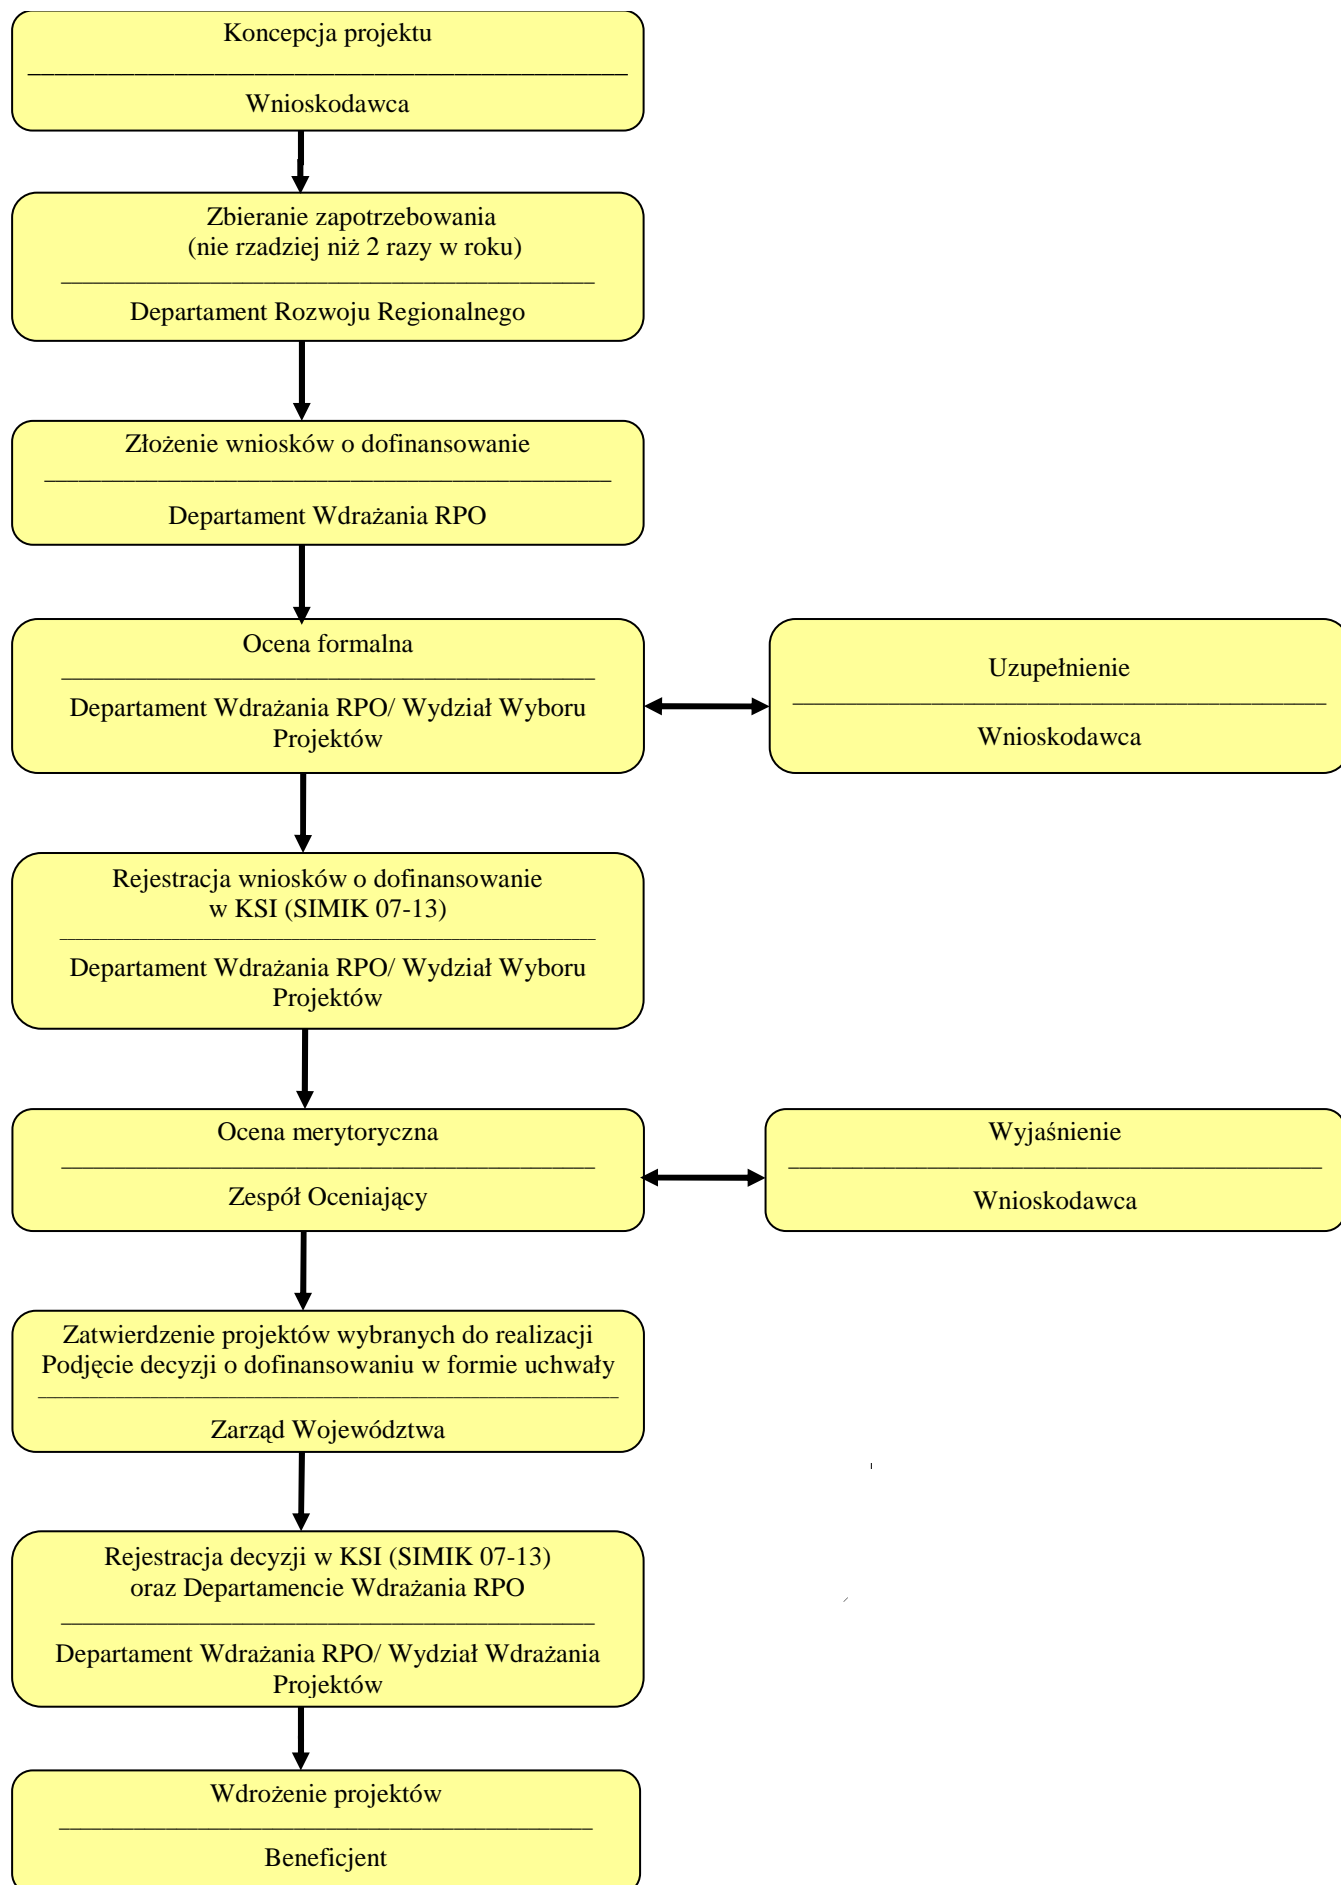 Koncepcja projektu
Wnioskodawca
Zbieranie zapotrzebowania
(nie rzadziej niż 2 razy w roku)
Departament Rozwoju Regionalnego
Złożenie wniosków o dofinansowanie
Departament Wdrażania RPO
Ocena formalna
Departament Wdrażania RPO/ Wydział Wyboru
Projektów
Uzupełnienie
Wnioskodawca
Rejestracja wniosków o dofinansowanie
w KSI (SIMIK 07-13)
Departament Wdrażania RPO/ Wydział Wyboru
Projektów
Ocena merytoryczna
Zespół Oceniający
Wyjaśnienie
Wnioskodawca
Zatwierdzenie projektów wybranych do realizacji
Podjęcie decyzji o dofinansowaniu w formie uchwały
Zarząd Województwa
Rejestracja decyzji w KSI (SIMIK 07-13)
oraz Departamencie Wdrażania RPO
Departament Wdrażania RPO/ Wydział Wdrażania
Projektów
Wdrożenie projektów
Beneficjent